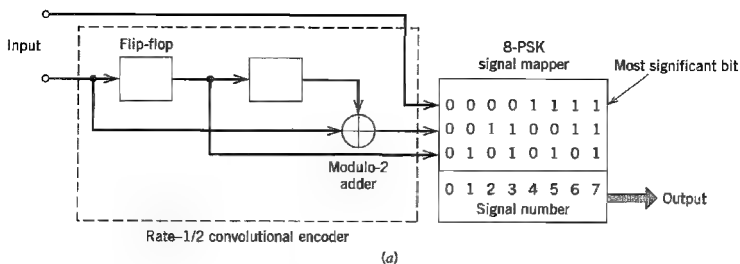 Input
Flip-flop
Modulo-2
adder
Rate-1/2 convolutional encoder
8-PSK
signal mapper
Most significant bit
0 0 0 0 1 1 1 1
0 0 1 1 0 0 1 1
0 1 0 1 0 1 0 1
0 1 2 3 4 5 6 7
Signal number
Output
(a)